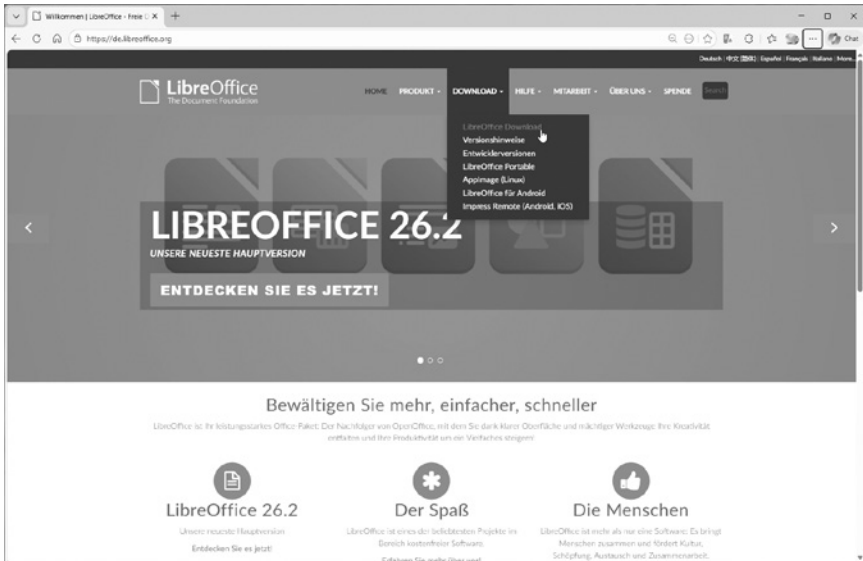 Willkommen | LibreOffice - Freie
https://de.libreoffice.org
Chat
Deutsch | 中文 (简体) | Español | Français | Italiano | More...
LibreOffice
The Document Foundation
HOME PRODUKT DOWNLOAD HILFE MITARBEIT ÜBER UNS SPENDE Search
LibreOffice Download
Versionshinweise
Entwicklerversionen
LibreOffice Portable
AppImage (Linux)
LibreOffice für Android
Impress Remote (Android, iOS)
LIBREOFFICE 26.2
UNSERE NEUESTE HAUPTVERSION
ENTDECKEN SIE ES JETZT!
Bewältigen Sie mehr, einfacher, schneller
LibreOffice ist Ihr leistungsstarkes Office-Paket: Der Nachfolger von OpenOffice, mit dem Sie dank klarer Oberfläche und mächtiger Werkzeuge Ihre Kreativität
entfalten und Ihre Produktivität um ein Vielfaches steigern!
LibreOffice 26.2
Der Spaß
Die Menschen
Unsere neueste Hauptversion
Entdecken Sie es jetzt!
LibreOffice ist eines der beliebtesten Projekte im
Bereich kostenfreier Software.
Erfahren Sie mehr über uns!
LibreOffice ist mehr als nur eine Software: Es bringt
Menschen zusammen und fördert Kultur,
Schöpfung, Austausch und Zusammenarbeit.